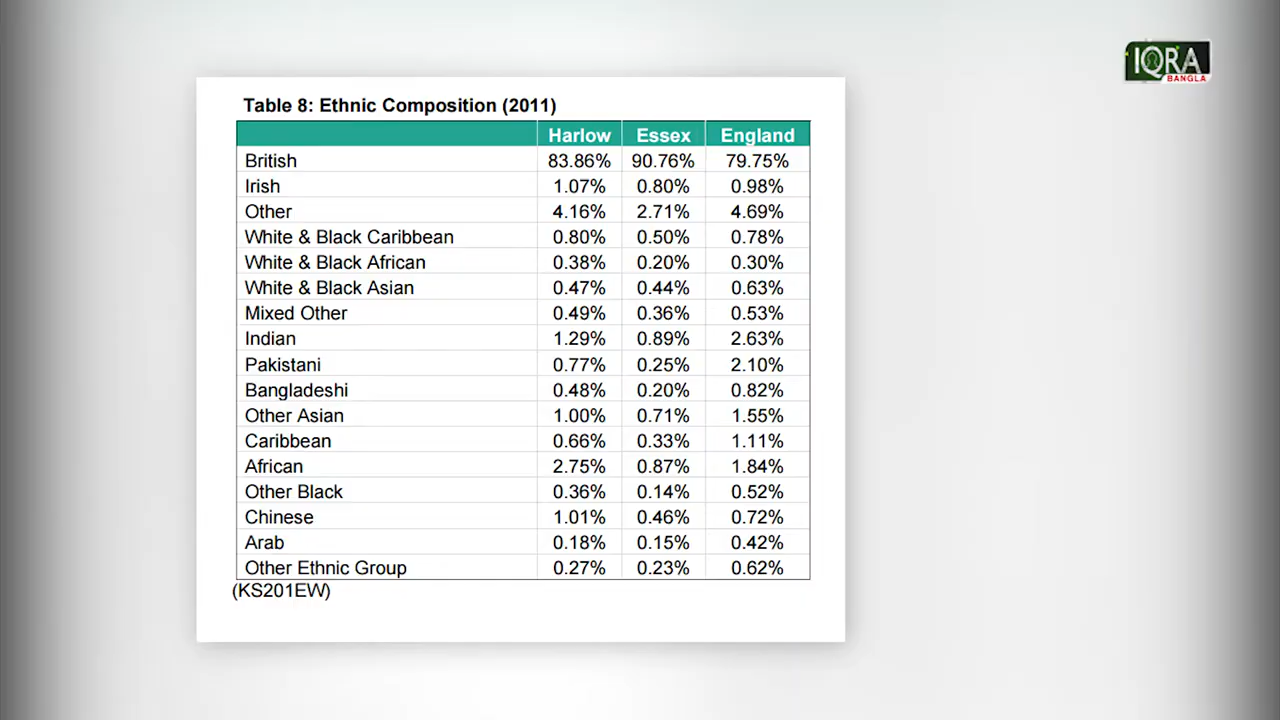 IQRA
BANGLA
Table 8: Ethnic Composition (2011)
Harlow Essex England
British 83.86% 90.76% 79.75%
Irish 1.07% 0.80% 0.98%
Other 4.16% 2.71% 4.69%
White & Black Caribbean 0.80% 0.50% 0.78%
White & Black African 0.38% 0.20% 0.30%
White & Black Asian 0.47% 0.44% 0.63%
Mixed Other 0.49% 0.36% 0.53%
Indian 1.29% 0.89% 2.63%
Pakistani 0.77% 0.25% 2.10%
Bangladeshi 0.48% 0.20% 0.82%
Other Asian 1.00% 0.71% 1.55%
Caribbean 0.66% 0.33% 1.11%
African 2.75% 0.87% 1.84%
Other Black 0.36% 0.14% 0.52%
Chinese 1.01% 0.46% 0.72%
Arab 0.18% 0.15% 0.42%
Other Ethnic Group 0.27% 0.23% 0.62%
(KS201EW)